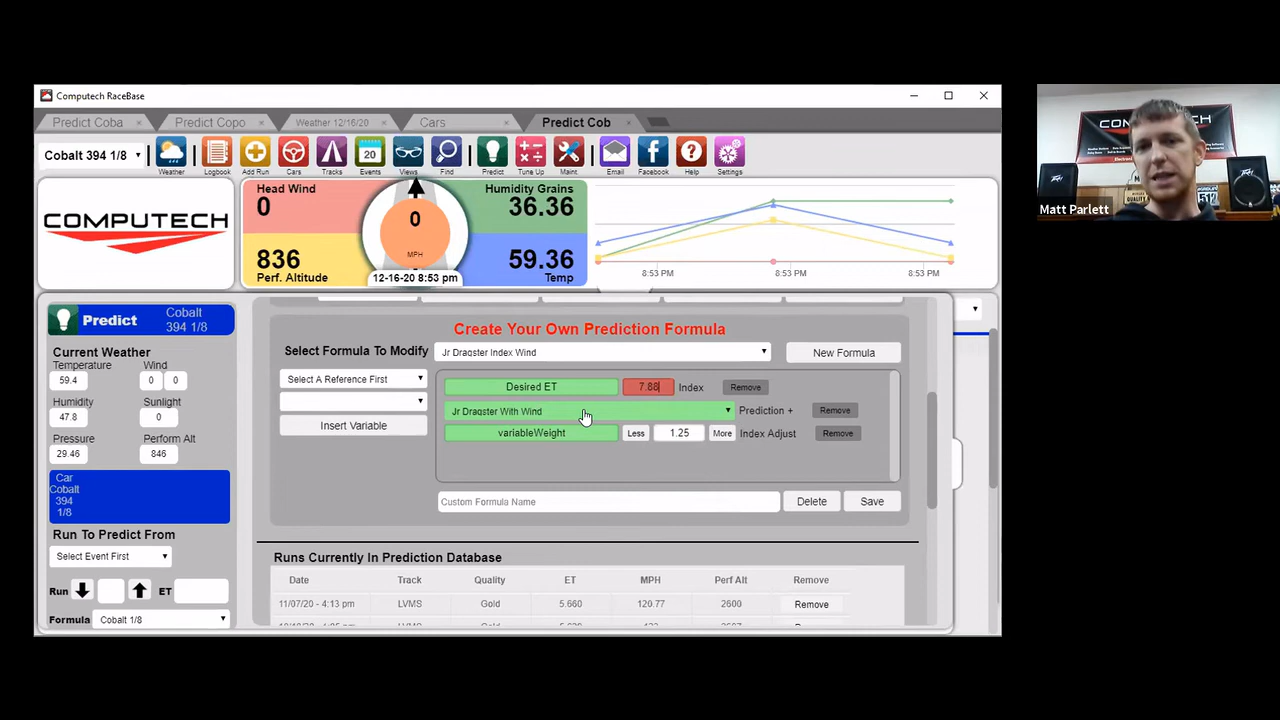 Computech RaceBase
Predict Coba
Predict Copo
Weather 12/16/20
Cars
Predict Cob
Cobalt 394 1/8
Weather
Logbook
Add Run
Cars
Tracks
Events
Views
Find
Predict
Tune Up
Maint
Email
Facebook
Help
Settings
20
COMPUTECH
Head Wind
0
Humidity Grains
36.36
0
MPH
836
Perf. Altitude
59.36
Temp
12-16-20 8:53 pm
8:53 PM
8:53 PM
8:53 PM
Matt Parlett
Predict
Cobalt
394 1/8
Current Weather
Temperature
Wind
59.4
0
0
Humidity
Sunlight
47.8
0
Pressure
Perform Alt
29.46
846
Car
Cobalt
394
1/8
Run To Predict From
Select Event First
Run
ET
Formula
Cobalt 1/8
Create Your Own Prediction Formula
Select Formula To Modify
Jr Dragster Index Wind
New Formula
Select A Reference First
Insert Variable
Desired ET
7.88
Index
Remove
Jr Dragster With Wind
Prediction +
Remove
variableWeight
Less
1.25
More
Index Adjust
Remove
Custom Formula Name
Delete
Save
Runs Currently In Prediction Database
Date Track Quality ET MPH Perf Alt Remove
11/07/20 - 4:13 pm LVMS Gold 5.660 120.77 2600 Remove